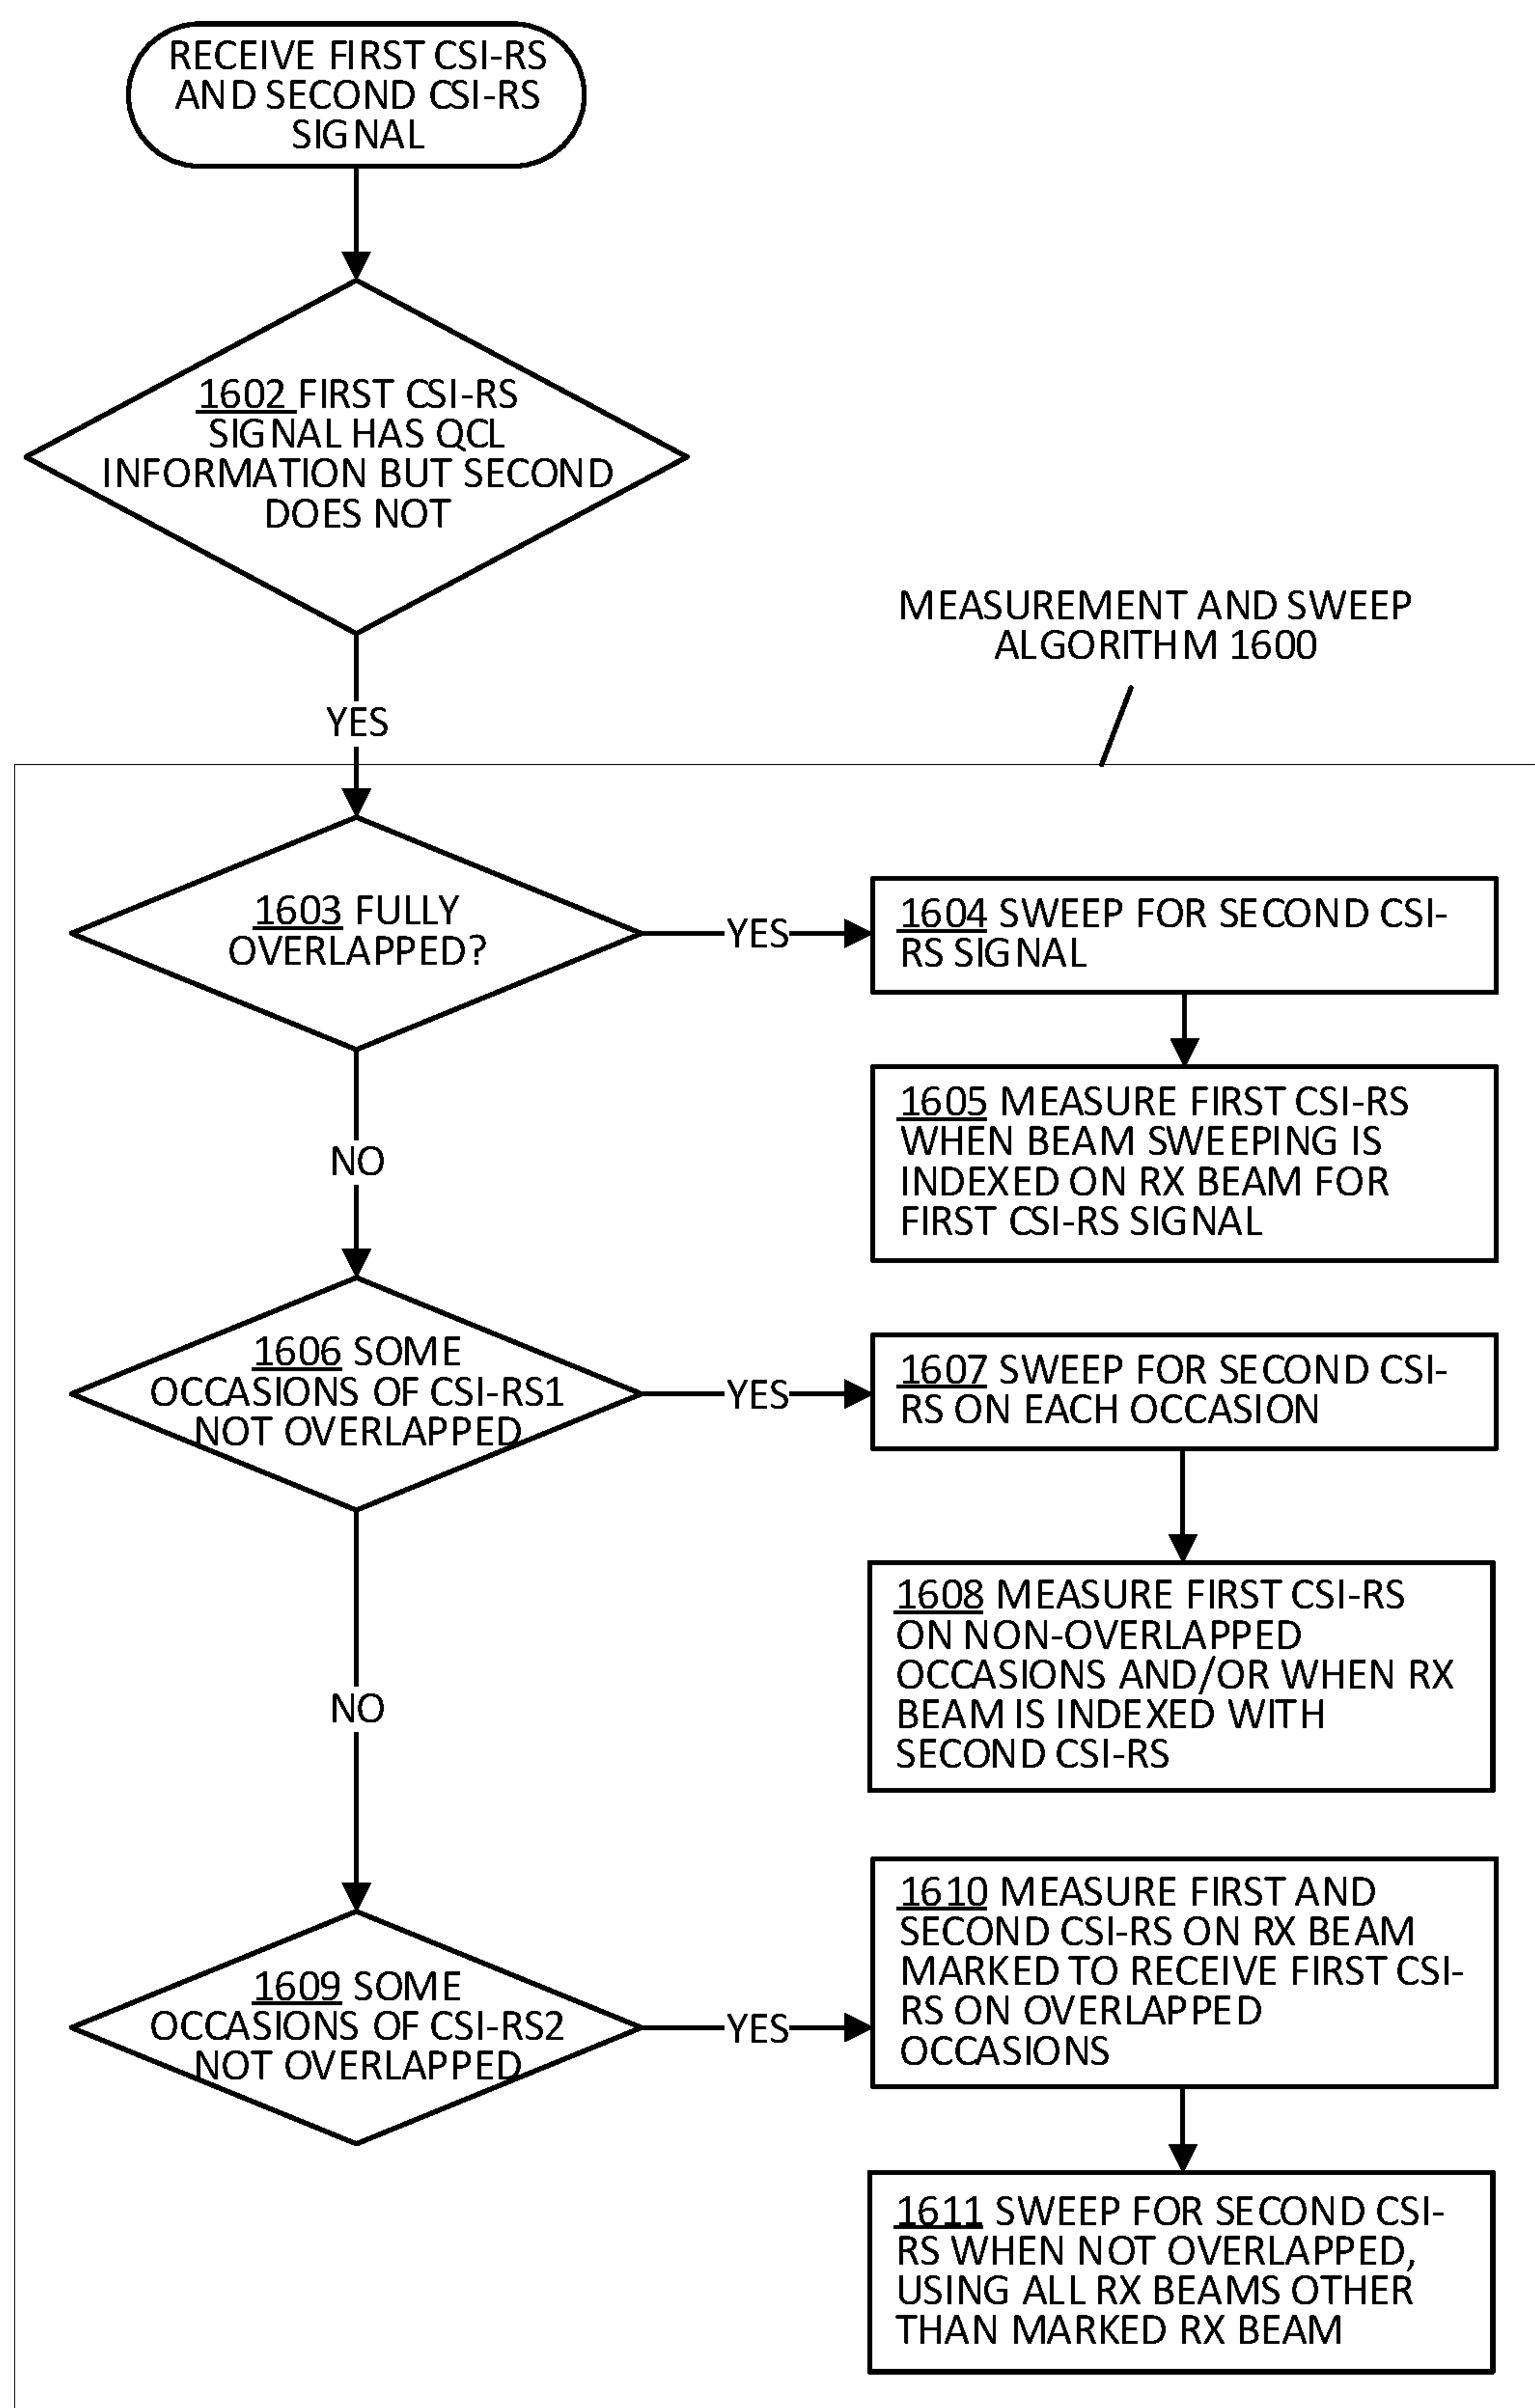 RECEIVE FIRST CSI-RS
AND SECOND CSI-RS
SIGNAL
1602 FIRST CSI-RS
SIGNAL HAS QCL
INFORMATION BUT SECOND
DOES NOT
MEASUREMENT AND SWEEP
ALGORITHM 1600
YES
1603 FULLY
OVERLAPPED?
YES
1604 SWEEP FOR SECOND CSI-
RS SIGNAL
1605 MEASURE FIRST CSI-RS
WHEN BEAM SWEEPING IS
INDEXED ON RX BEAM FOR
FIRST CSI-RS SIGNAL
NO
1606 SOME
OCCASIONS OF CSI-RS1
NOT OVERLAPPED
YES
1607 SWEEP FOR SECOND CSI-
RS ON EACH OCCASION
1608 MEASURE FIRST CSI-RS
ON NON-OVERLAPPED
OCCASIONS AND/OR WHEN RX
BEAM IS INDEXED WITH
SECOND CSI-RS
NO
1609 SOME
OCCASIONS OF CSI-RS2
NOT OVERLAPPED
YES
1610 MEASURE FIRST AND
SECOND CSI-RS ON RX BEAM
MARKED TO RECEIVE FIRST CSI-
RS ON OVERLAPPED
OCCASIONS
1611 SWEEP FOR SECOND CSI-
RS WHEN NOT OVERLAPPED,
USING ALL RX BEAMS OTHER
THAN MARKED RX BEAM